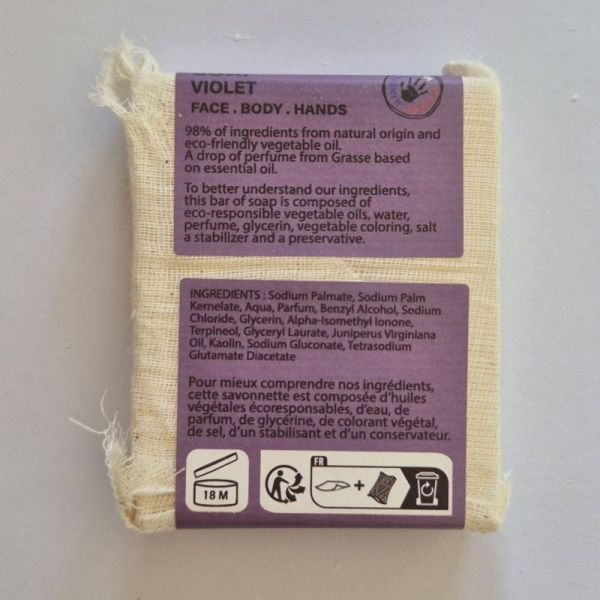 VIOLET
FACE . BODY . HANDS
98% of ingredients from natural origin and
eco-friendly vegetable oil.
A drop of perfume from Grasse based
on essential oil.
To better understand our ingredients,
this bar of soap is composed of
eco-responsible vegetable oils, water,
perfume, glycerin, vegetable coloring, salt
a stabilizer and a preservative.
INGREDIENTS : Sodium Palmate, Sodium Palm
Kernelate, Aqua, Parfum, Benzyl Alcohol, Sodium
Chloride, Glycerin, Alpha-Isomethyl Ionone,
Terpineol, Glyceryl Laurate, Juniperus Virginiana
Oil, Kaolin, Sodium Gluconate, Tetrasodium
Glutamate Diacetate
Pour mieux comprendre nos ingrédients,
cette savonnette est composée d'huiles
végétales écoresponsables, d'eau, de
parfum, de glycérine, de colorant végétal,
de sel, d'un stabilisant et d'un conservateur.
18 M
FR
+